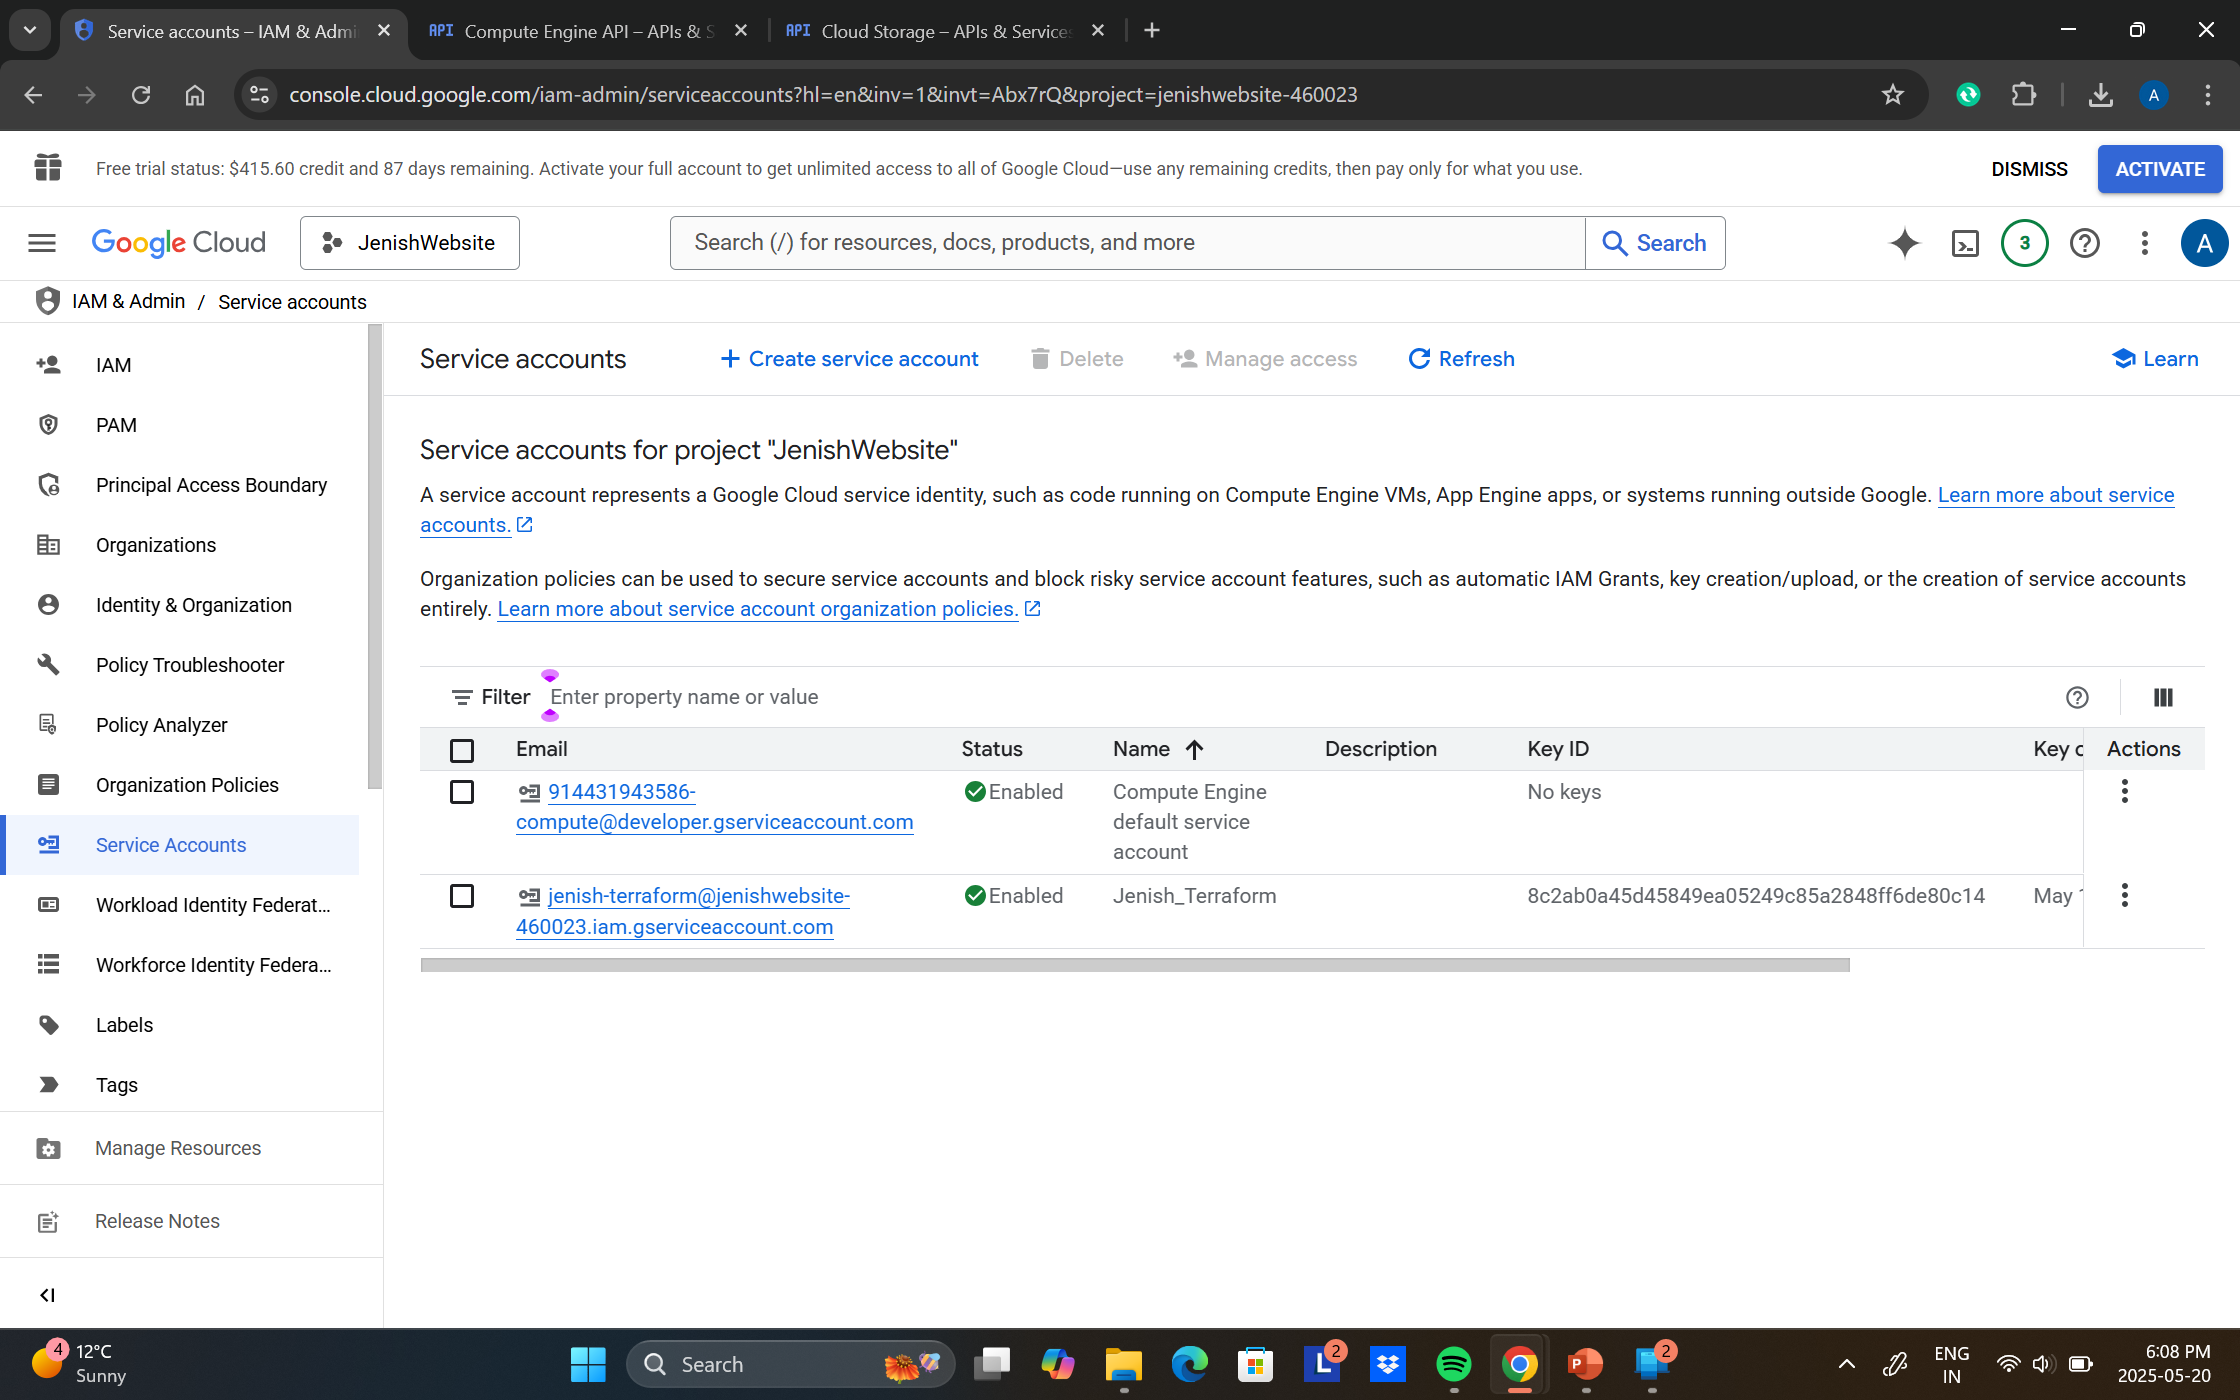 Service accounts – IAM & Admi
API Compute Engine API – APIs & S
API Cloud Storage – APIs & Services
console.cloud.google.com/iam-admin/serviceaccounts?hl=en&inv=1&invt=Abx7rQ&project=jenishwebsite-460023
A
Free trial status: $415.60 credit and 87 days remaining. Activate your full account to get unlimited access to all of Google Cloud—use any remaining credits, then pay only for what you use.
DISMISS
ACTIVATE
Google Cloud
JenishWebsite
Search (/) for resources, docs, products, and more
Search
3
A
IAM & Admin / Service accounts
IAM
PAM
Principal Access Boundary
Organizations
Identity & Organization
Policy Troubleshooter
Policy Analyzer
Organization Policies
Service Accounts
Workload Identity Federat...
Workforce Identity Federa...
Labels
Tags
Manage Resources
Release Notes
Service accounts
Create service account
Delete
Manage access
Refresh
Learn
Service accounts for project "JenishWebsite"
A service account represents a Google Cloud service identity, such as code running on Compute Engine VMs, App Engine apps, or systems running outside Google. Learn more about service
accounts.
Organization policies can be used to secure service accounts and block risky service account features, such as automatic IAM Grants, key creation/upload, or the creation of service accounts
entirely. Learn more about service account organization policies.
Filter Enter property name or value
Email Status Name Description Key ID Key c Actions
914431943586- Enabled Compute Engine No keys
compute@developer.gserviceaccount.com default service
account
jenish-terraform@jenishwebsite- Enabled Jenish_Terraform 8c2ab0a45d45849ea05249c85a2848ff6de80c14 May 1
460023.iam.gserviceaccount.com
4
12°C
Sunny
Search
L
2
P
2
ENG
IN
6:08 PM
2025-05-20